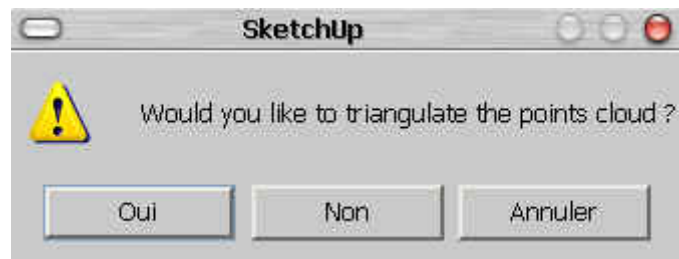 SketchUp
Would you like to triangulate the points cloud ?
Oui Non Annuler